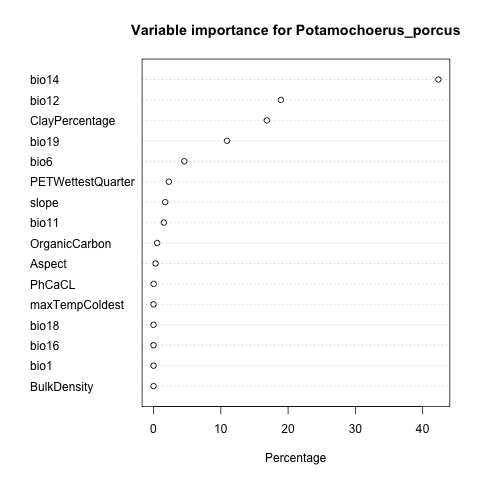 Variable importance for Potamochoerus_porcus
bio14
bio12
ClayPercentage
bio19
bio6
PETWettestQuarter
slope
bio11
OrganicCarbon
Aspect
PhCaCL
maxTempColdest
bio18
bio16
bio1
BulkDensity
0 10 20 30 40
Percentage